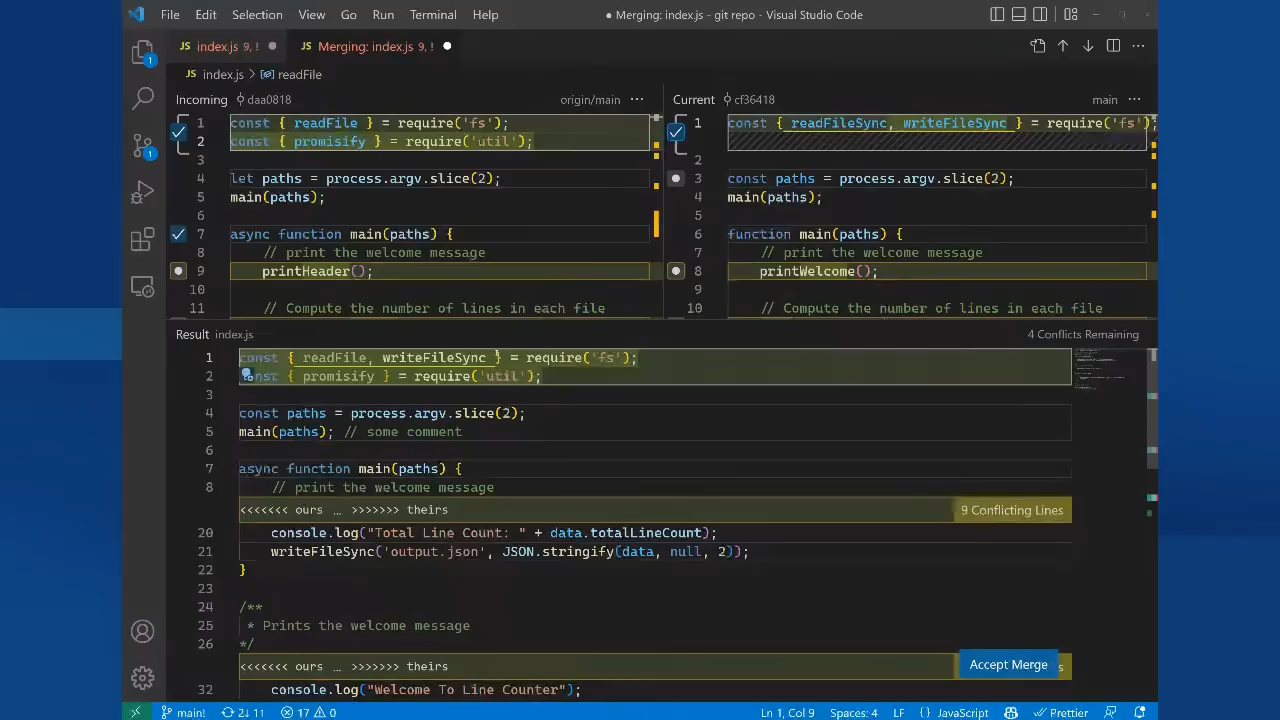 File Edit Selection View Go Run Terminal Help ● Merging: index.js - git repo - Visual Studio Code
JS index.js 9, ! JS Merging: index.js 9, !
JS index.js > readFile
Incoming daa0818 origin/main ···
1 const { readFile } = require('fs');
2 const { promisify } = require('util');
3
4 let paths = process.argv.slice(2);
5 main(paths);
6
7 async function main(paths) {
8 // print the welcome message
9 printHeader();
10
11 // Compute the number of lines in each file
Current cf36418 main ···
1 const { readFileSync, writeFileSync } = require('fs');
2
3 const paths = process.argv.slice(2);
4 main(paths);
5
6 function main(paths) {
7 // print the welcome message
8 printWelcome();
9
10 // Compute the number of lines in each file
Result index.js 4 Conflicts Remaining
1 const { readFile, writeFileSync } = require('fs');
2 nst { promisify } = require('util');
3
4 const paths = process.argv.slice(2);
5 main(paths); // some comment
6
7 async function main(paths) {
8 // print the welcome message
<<<<<<< ours … >>>>>>> theirs 9 Conflicting Lines
20 console.log("Total Line Count: " + data.totalLineCount);
21 writeFileSync('output.json', JSON.stringify(data, null, 2));
22 }
23
24 /**
25 * Prints the welcome message
26 */
<<<<<<< ours … >>>>>>> theirs
Accept Merge
32 console.log("Welcome To Line Counter");
main! 2↓ 1↑ 17 0 Ln 1, Col 9 Spaces: 4 LF {} JavaScript Prettier